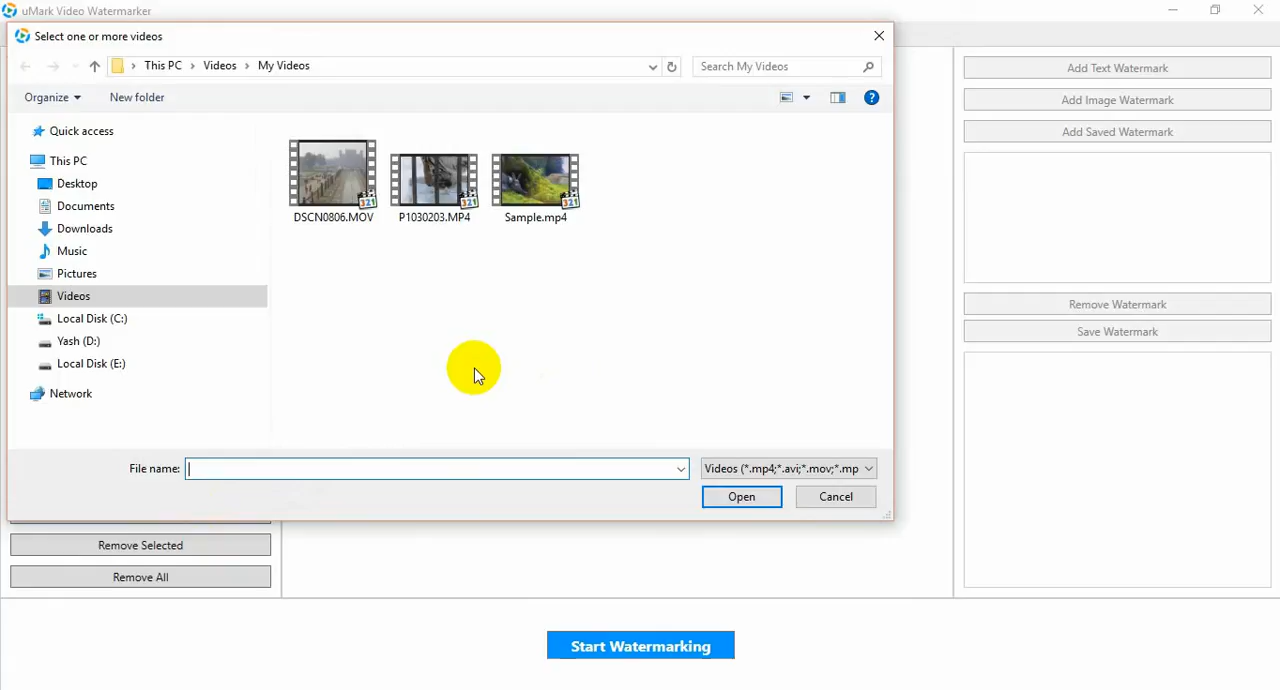 uMark Video Watermarker
Select one or more videos
This PC > Videos > My Videos
Search My Videos
Organize
New folder
Quick access
This PC
Desktop
Documents
Downloads
Music
Pictures
Videos
Local Disk (C:)
Yash (D:)
Local Disk (E:)
Network
DSCN0806.MOV
P1030203.MP4
Sample.mp4
File name:
Videos (*.mp4;*.avi;*.mov;*.mp
Open
Cancel
Remove Selected
Remove All
Start Watermarking
Add Text Watermark
Add Image Watermark
Add Saved Watermark
Remove Watermark
Save Watermark